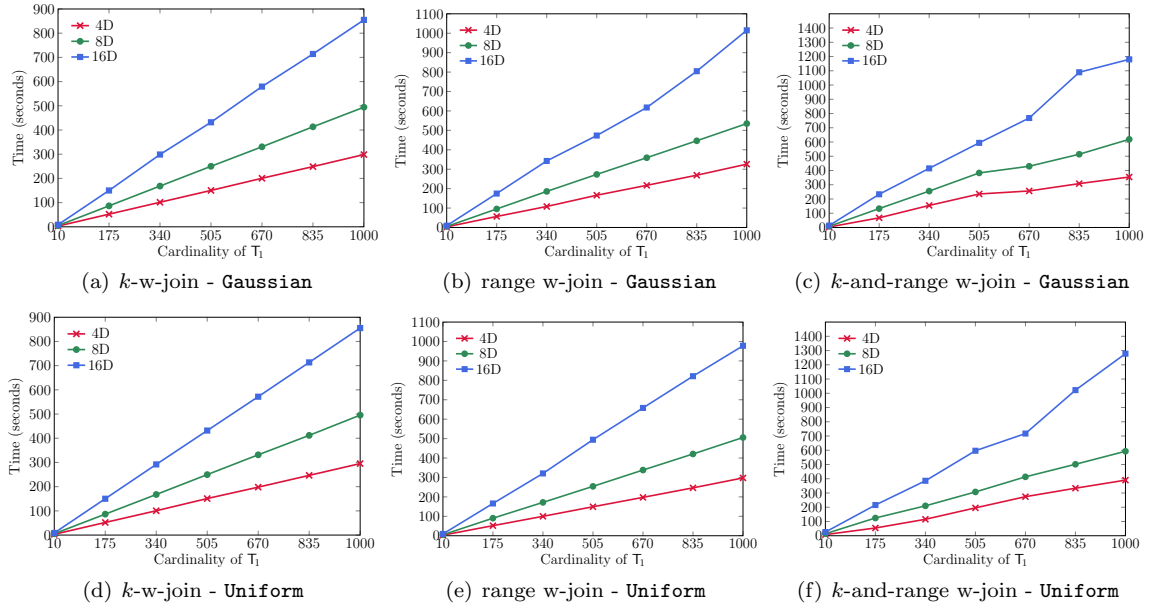 900
800
700
600
500
400
300
200
100
0
10 175 340 505 670 835 1000
Time (seconds)
Cardinality of T₁
4D
8D
16D
(a) k-w-join - Gaussian
1100
1000
900
800
700
600
500
400
300
200
100
0
10 175 340 505 670 835 1000
Time (seconds)
Cardinality of T₁
4D
8D
16D
(b) range w-join - Gaussian
1400
1300
1200
1100
1000
900
800
700
600
500
400
300
200
100
0
10 175 340 505 670 835 1000
Time (seconds)
Cardinality of T₁
4D
8D
16D
(c) k-and-range w-join - Gaussian
900
800
700
600
500
400
300
200
100
0
10 175 340 505 670 835 1000
Time (seconds)
Cardinality of T₁
4D
8D
16D
(d) k-w-join - Uniform
1100
1000
900
800
700
600
500
400
300
200
100
0
10 175 340 505 670 835 1000
Time (seconds)
Cardinality of T₁
4D
8D
16D
(e) range w-join - Uniform
1400
1300
1200
1100
1000
900
800
700
600
500
400
300
200
100
0
10 175 340 505 670 835 1000
Time (seconds)
Cardinality of T₁
4D
8D
16D
(f) k-and-range w-join - Uniform